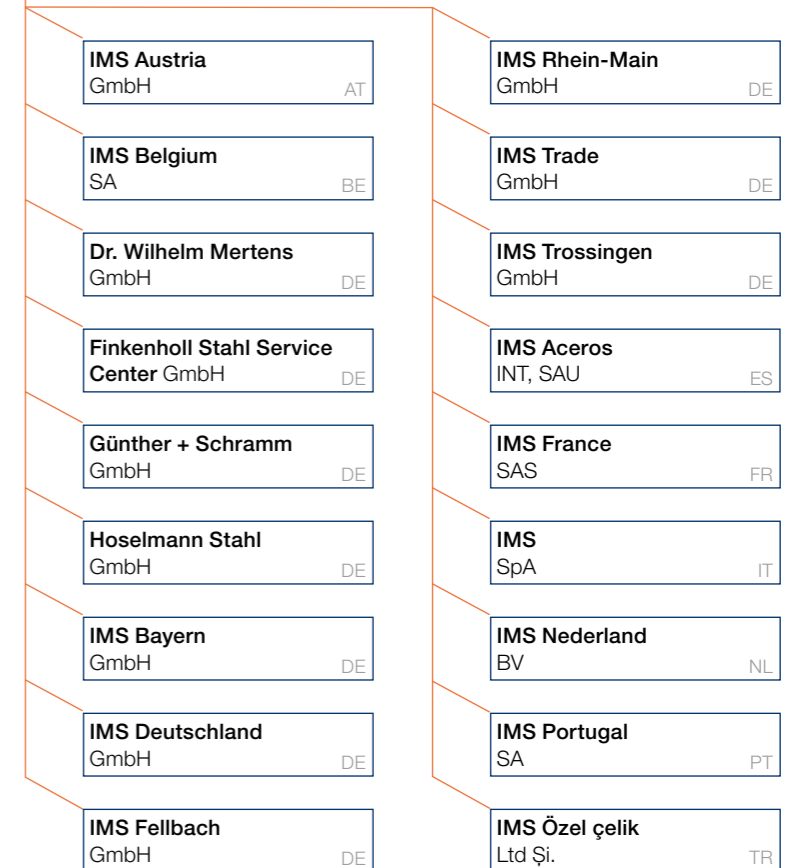 IMS Austria
GmbH AT
IMS Belgium
SA BE
Dr. Wilhelm Mertens
GmbH DE
Finkenholl Stahl Service
Center GmbH DE
Günther + Schramm
GmbH DE
Hoselmann Stahl
GmbH DE
IMS Bayern
GmbH DE
IMS Deutschland
GmbH DE
IMS Fellbach
GmbH DE
IMS Rhein-Main
GmbH DE
IMS Trade
GmbH DE
IMS Trossingen
GmbH DE
IMS Aceros
INT, SAU ES
IMS France
SAS FR
IMS
SpA IT
IMS Nederland
BV NL
IMS Portugal
SA PT
IMS Özel çelik
Ltd Şi. TR